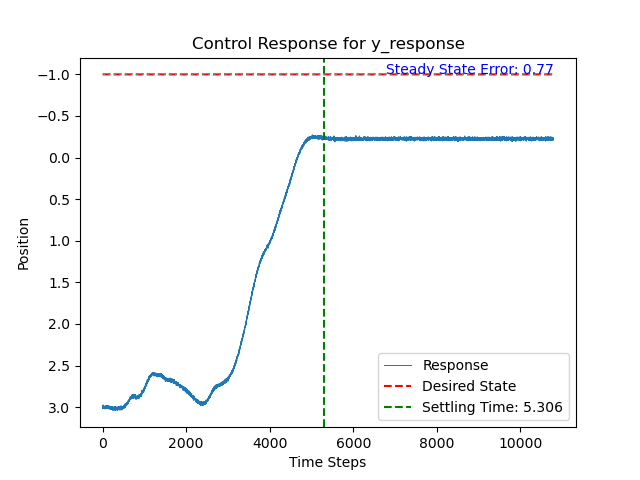 Control Response for y_response
Steady State Error: 0.77
−1.0
−0.5
0.0
0.5
1.0
1.5
2.0
2.5
3.0
Position
Response
Desired State
Settling Time: 5.306
0
2000
4000
6000
8000
10000
Time Steps